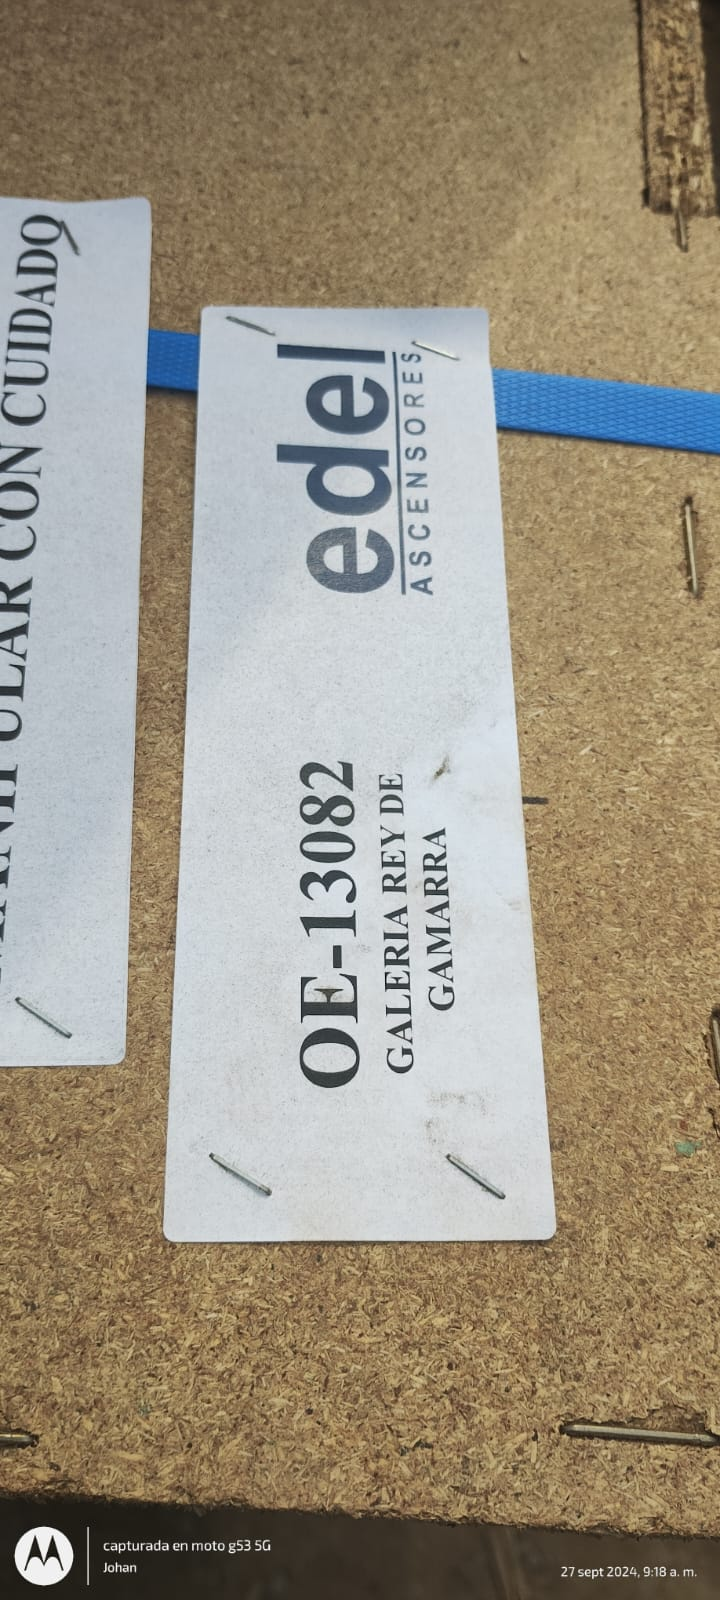 MANIPULAR CON CUIDADO
edel
ASCENSORES
OE-13082
GALERIA REY DE
GAMARRA
capturada en moto g53 5G
Johan
27 sept 2024, 9:18 a. m.